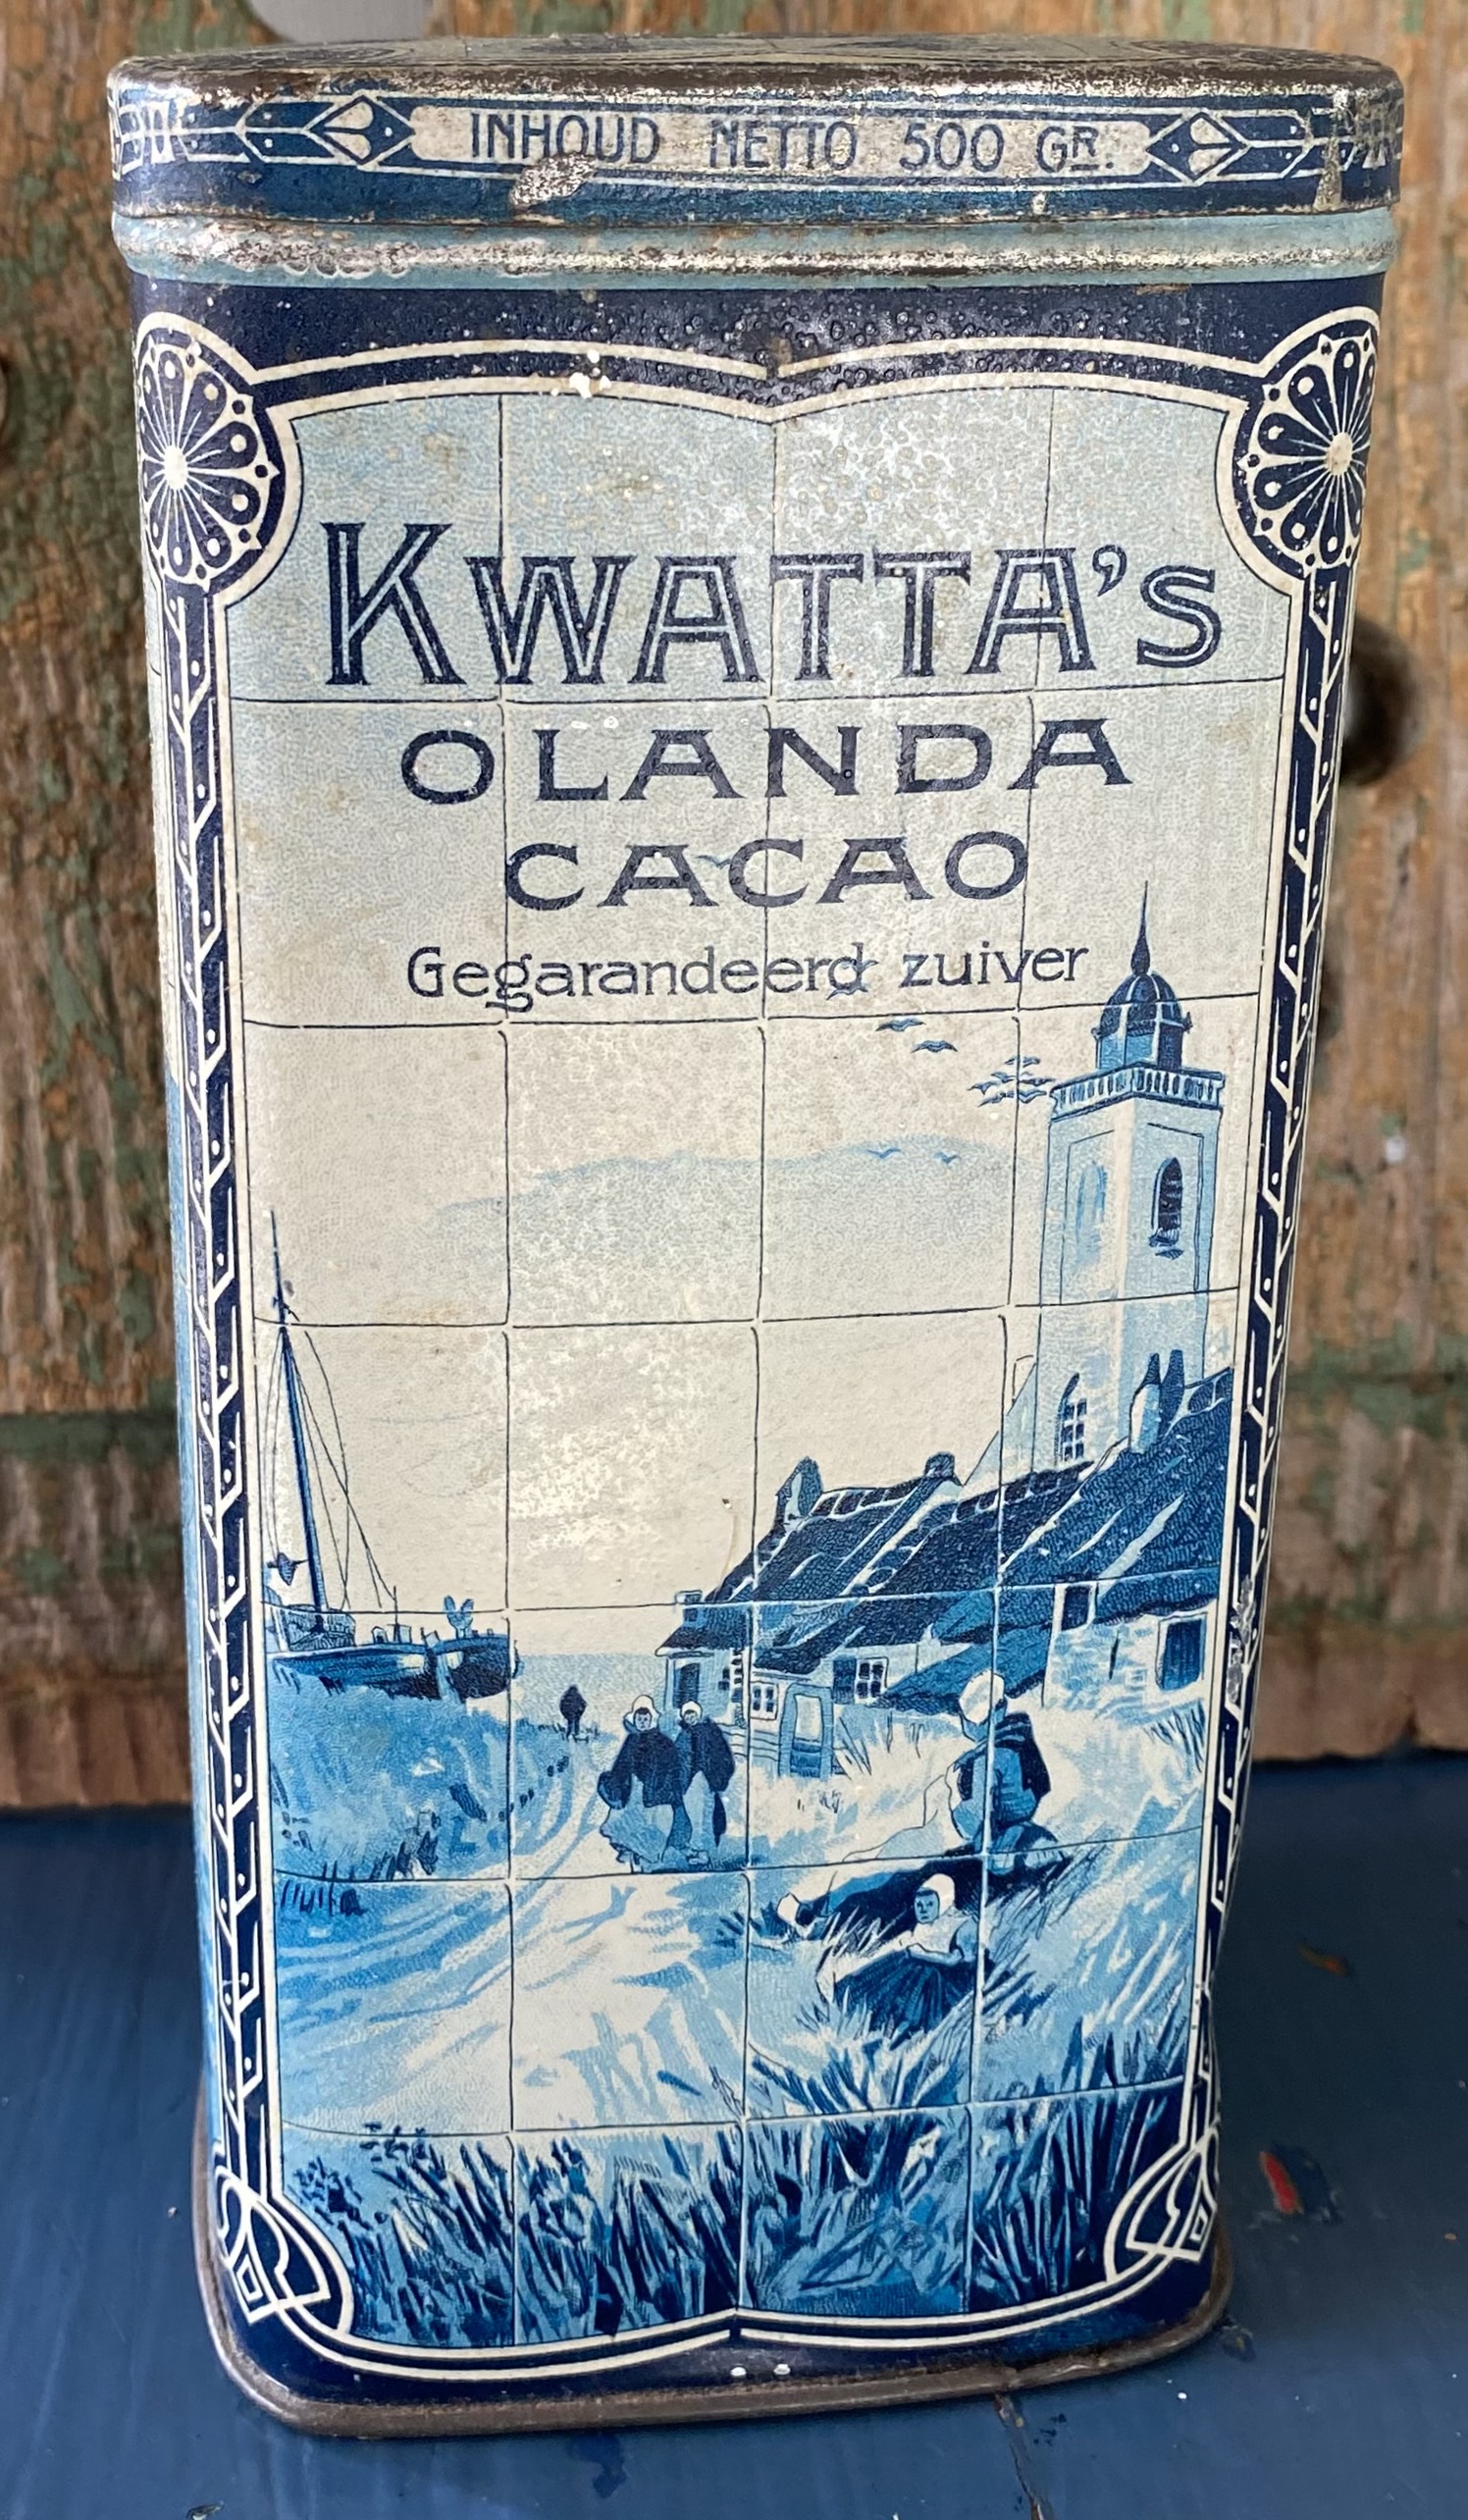 INHOUD NETTO 500 GR.
KWATTA's
OLANDA
CACAO
Gegarandeerd zuiver